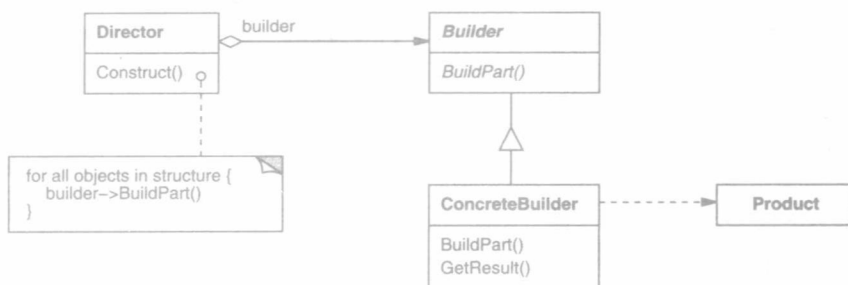 Director
builder
Builder
Construct()
BuildPart()
for all objects in structure {
builder->BuildPart()
}
ConcreteBuilder
Product
BuildPart()
GetResult()